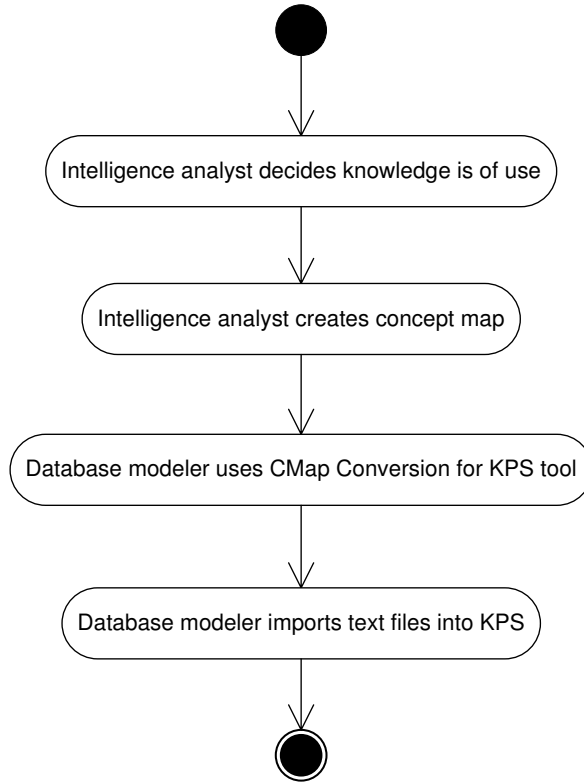 Intelligence analyst decides knowledge is of use
Intelligence analyst creates concept map
Database modeler uses CMap Conversion for KPS tool
Database modeler imports text files into KPS